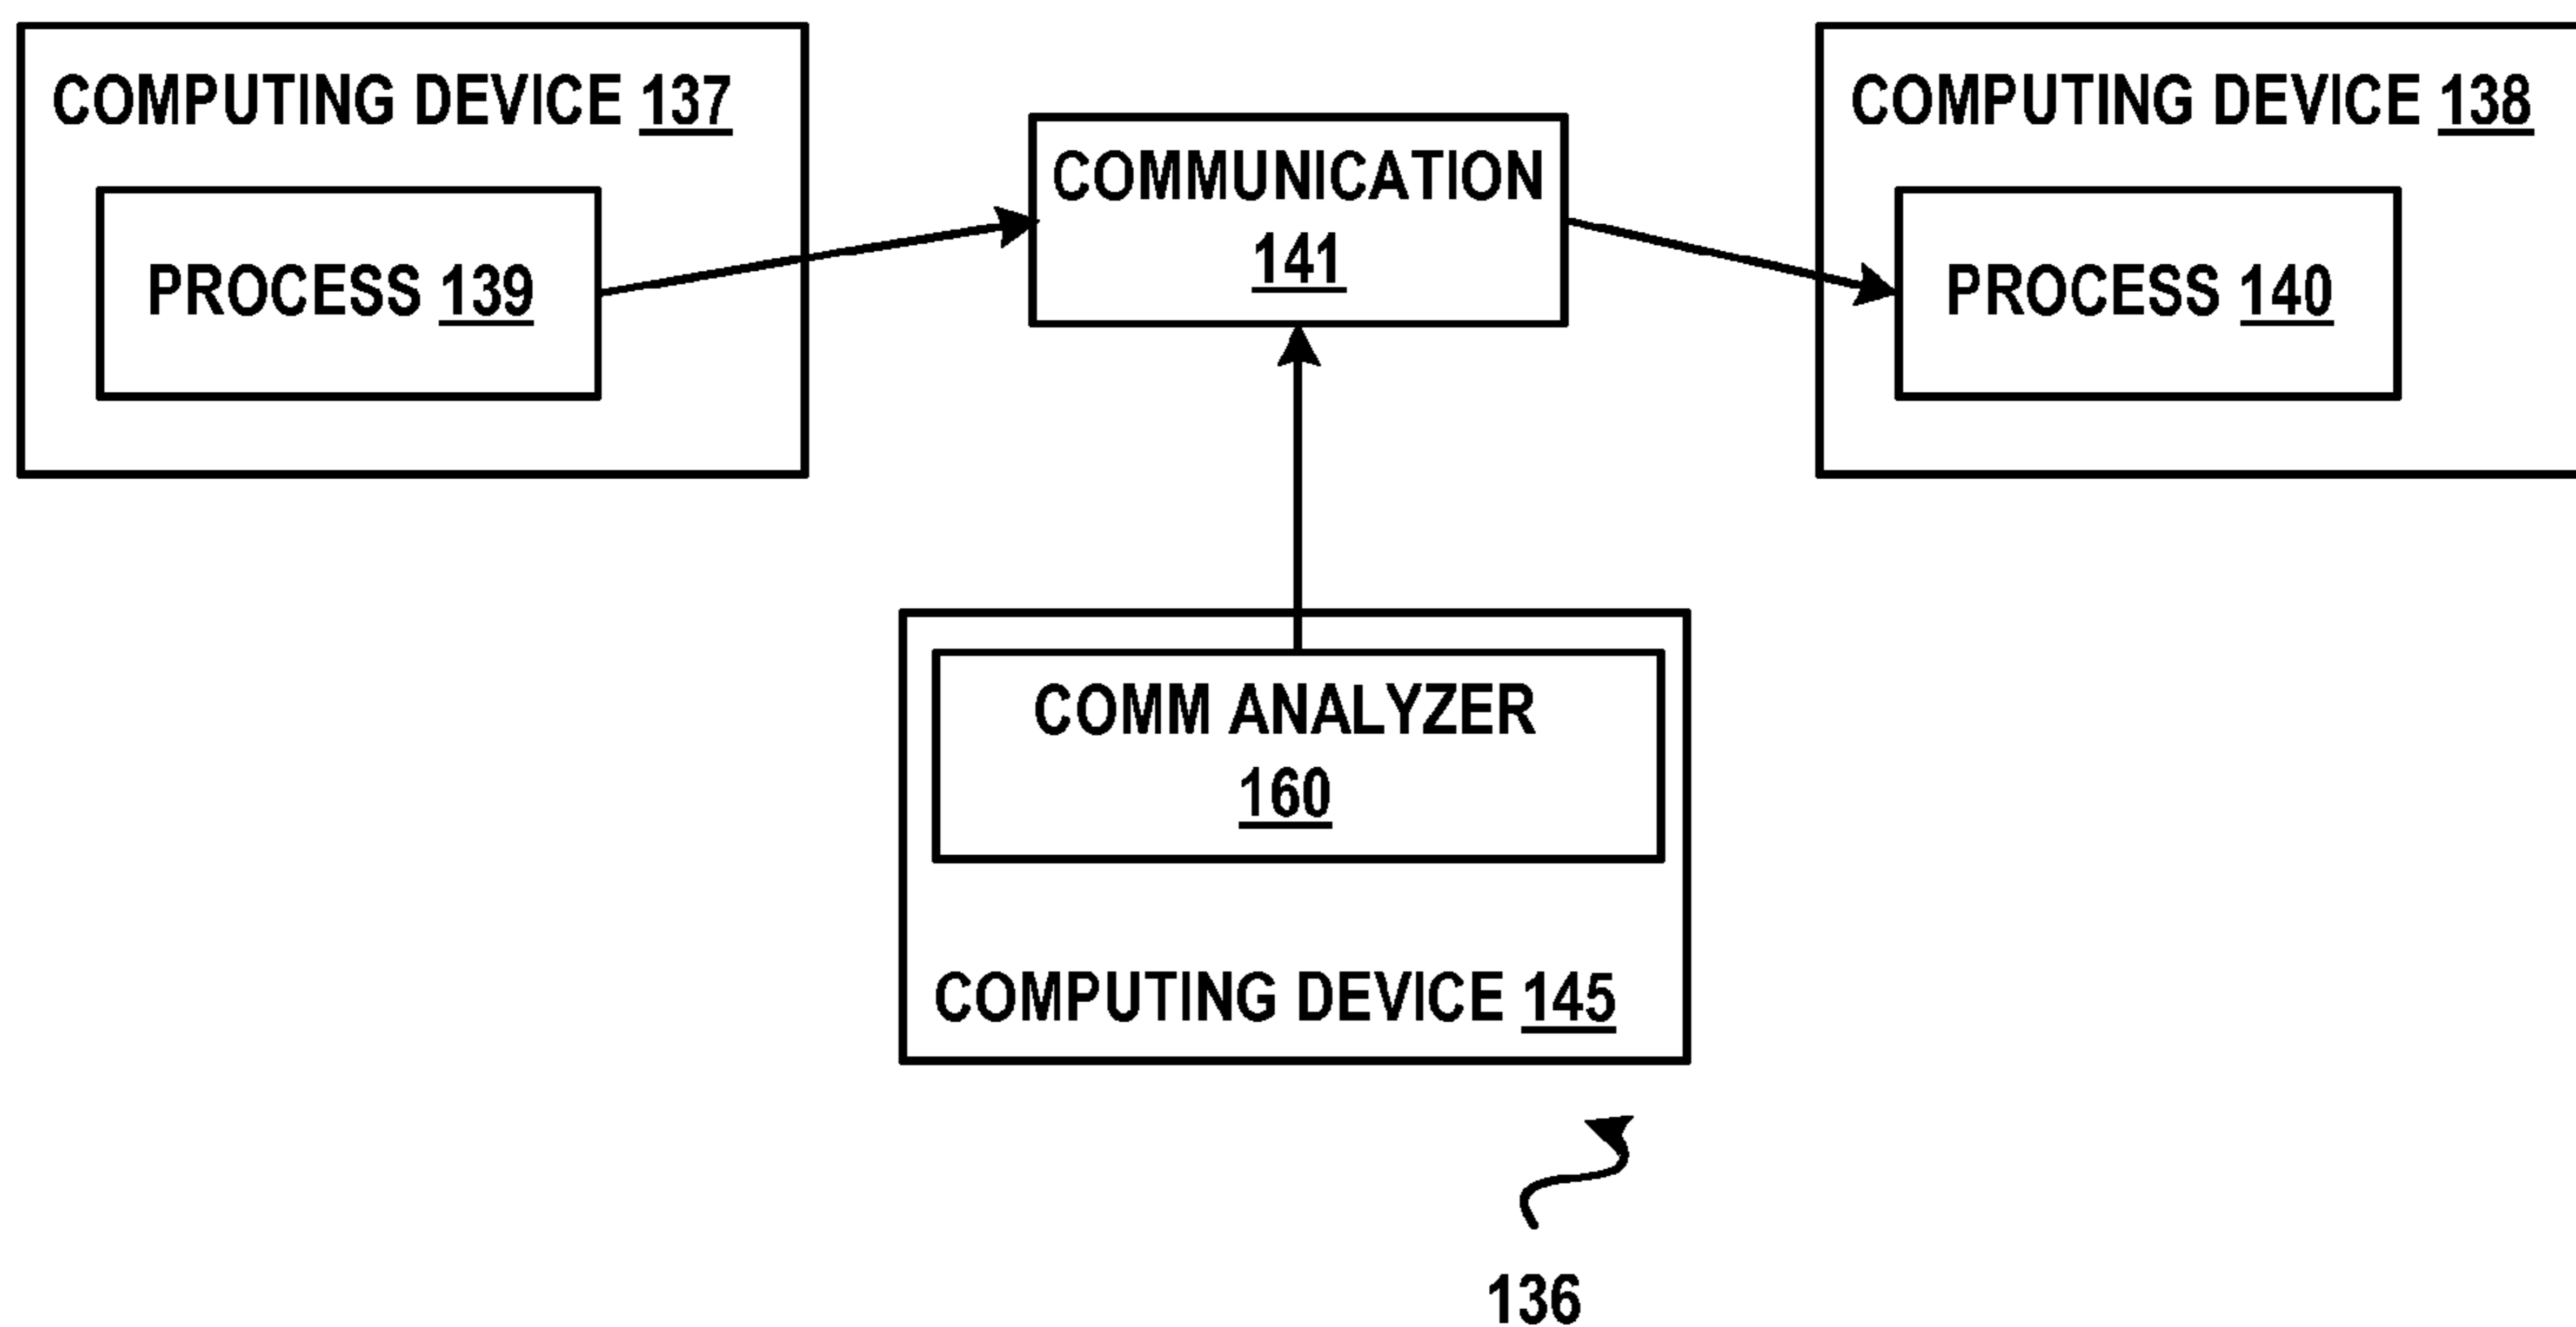 COMPUTING DEVICE 137
PROCESS 139
COMMUNICATION
141
COMPUTING DEVICE 138
PROCESS 140
COMM ANALYZER
160
COMPUTING DEVICE 145
136